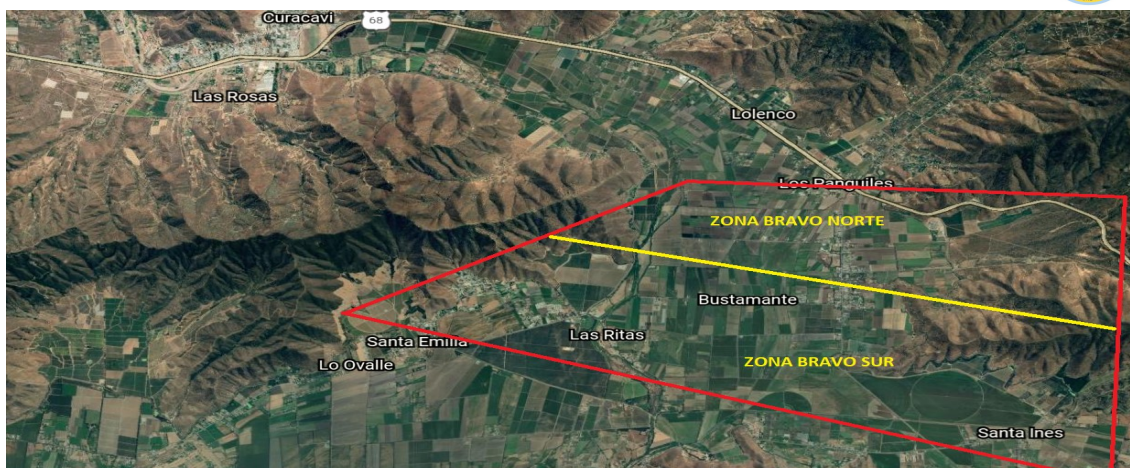 Curacavi
68
Las Rosas
Lolenco
Los Panguiles
ZONA BRAVO NORTE
Bustamante
Las Ritas
Santa Emilia
Lo Ovalle
ZONA BRAVO SUR
Santa Ines